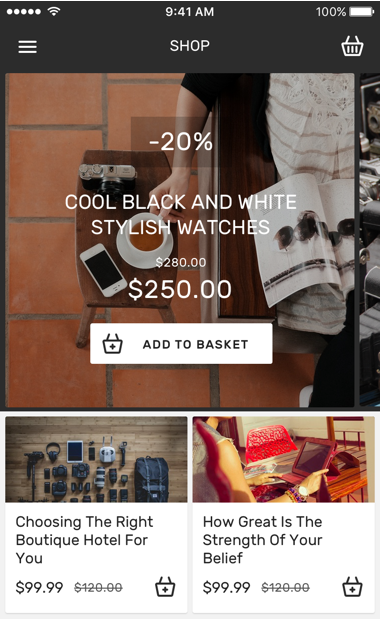 9:41 AM 100%
SHOP
-20%
COOL BLACK AND WHITE
STYLISH WATCHES
$280.00
$250.00
ADD TO BASKET
Choosing The Right
Boutique Hotel For
You
$99.99 $120.00
How Great Is The
Strength Of Your
Belief
$99.99 $120.00